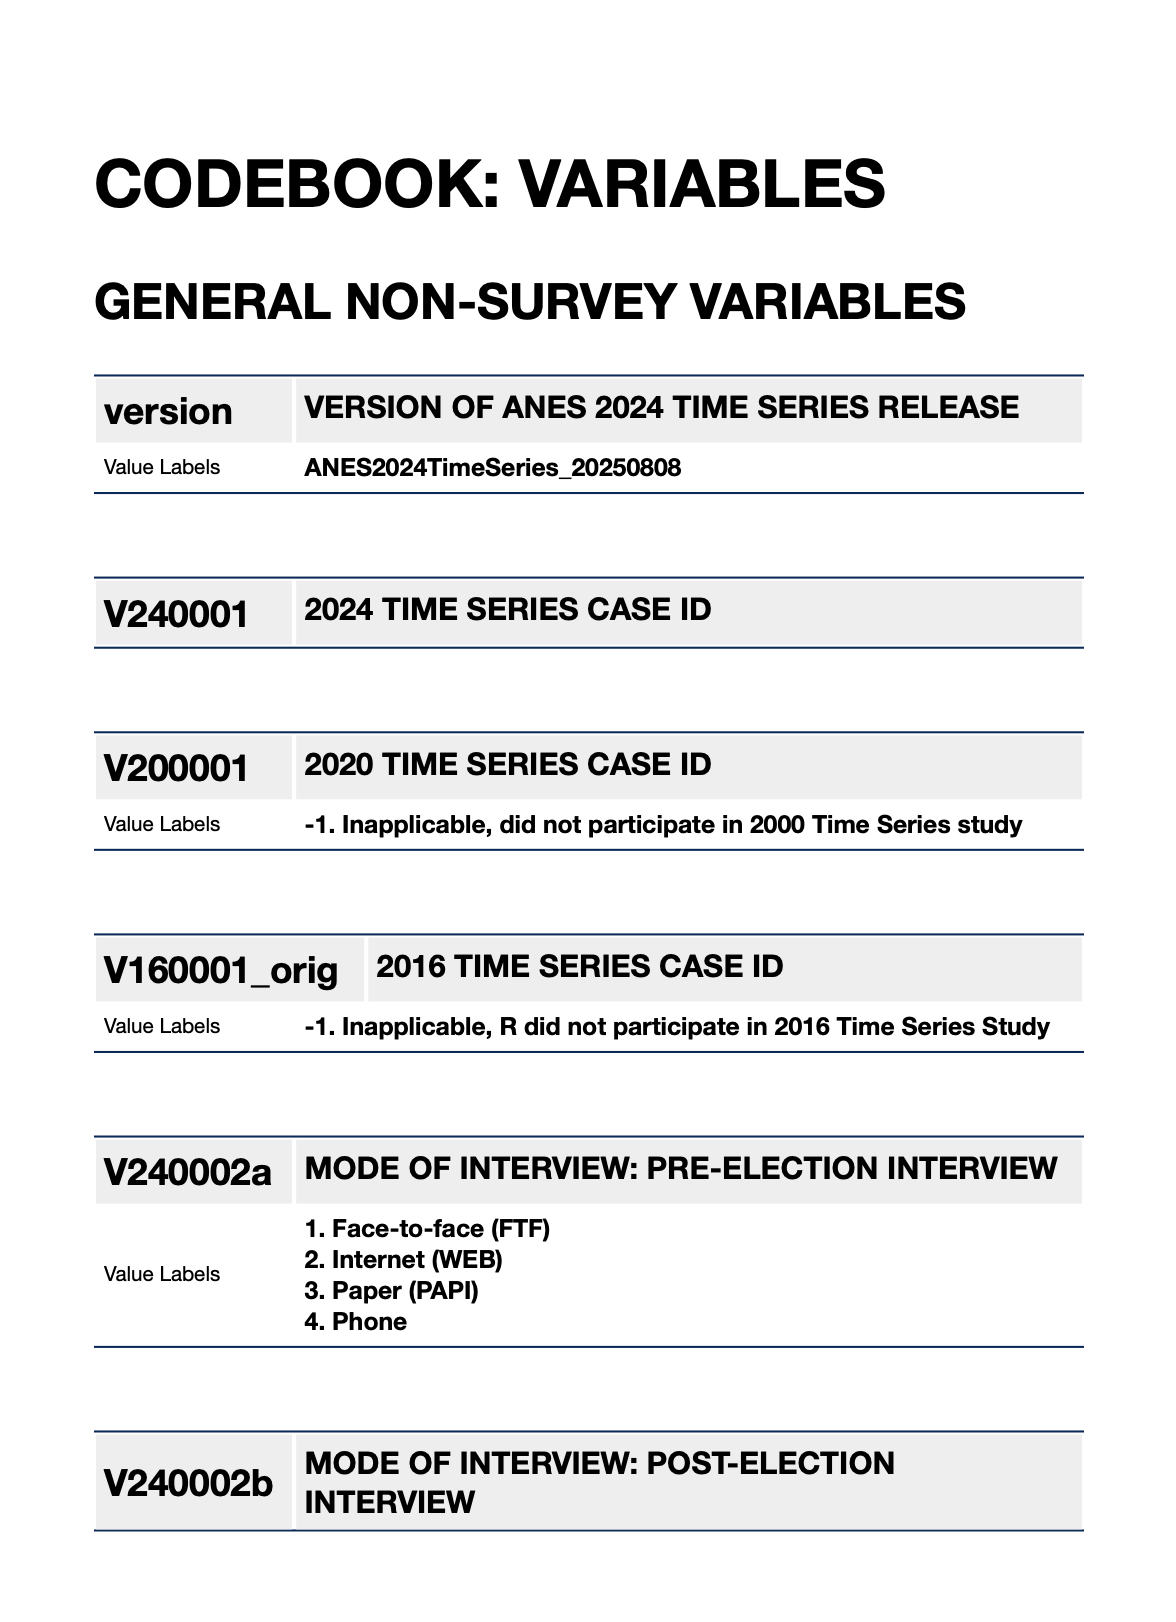 CODEBOOK: VARIABLES
GENERAL NON-SURVEY VARIABLES
version VERSION OF ANES 2024 TIME SERIES RELEASE
Value Labels ANES2024TimeSeries_20250808
V240001 2024 TIME SERIES CASE ID
V200001 2020 TIME SERIES CASE ID
Value Labels -1. Inapplicable, did not participate in 2000 Time Series study
V160001_orig 2016 TIME SERIES CASE ID
Value Labels -1. Inapplicable, R did not participate in 2016 Time Series Study
V240002a MODE OF INTERVIEW: PRE-ELECTION INTERVIEW
Value Labels
1. Face-to-face (FTF)
2. Internet (WEB)
3. Paper (PAPI)
4. Phone
V240002b MODE OF INTERVIEW: POST-ELECTION
INTERVIEW